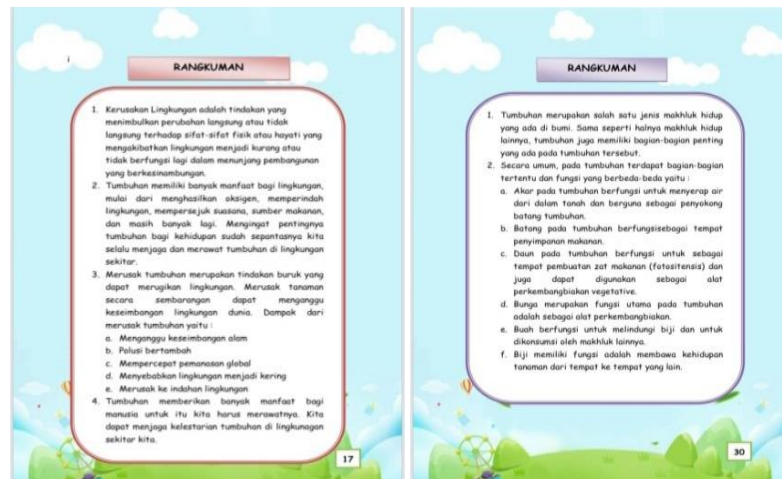 RANGKUMAN
1. Kerusakan Lingkungan adalah tindakan yang
menimbulkan perubahan langsung atau tidak
langsung terhadap sifat-sifat fisik atau hayati yang
mengakibatkan lingkungan menjadi kurang atau
tidak berfungsi lagi dalam menunjang pembangunan
yang berkesinambungan.
2. Tumbuhan memiliki banyak manfaat bagi lingkungan,
mulai dari menghasilkan oksigen, memperindah
lingkungan, mempersejuk suasana, sumber makanan,
dan masih banyak lagi. Mengingat pentingnya
tumbuhan bagi kehidupan sudah sepantasnya kita
selalu menjaga dan merawat tumbuhan di lingkungan
sekitar.
3. Merusak tumbuhan merupakan tindakan buruk yang
dapat merugikan lingkungan. Merusak tanaman
secara sembarangan dapat menganggu
keseimbangan lingkungan dunia. Dampak dari
merusak tumbuhan yaitu :
a. Menganggu keseimbangan alam
b. Polusi bertambah
c. Mempercepat pemanasan global
d. Menyebabkan lingkungan menjadi kering
e. Merusak ke indahan lingkungan
4. Tumbuhan memberikan banyak manfaat bagi
manusia untuk itu kita harus merawatnya. Kita
dapat menjaga kelestarian tumbuhan di lingkunagan
sekitar kita.
17
RANGKUMAN
1. Tumbuhan merupakan salah satu jenis makhluk hidup
yang ada di bumi. Sama seperti halnya makhluk hidup
lainnya, tumbuhan juga memiliki bagian-bagian penting
yang ada pada tumbuhan tersebut.
2. Secara umum, pada tumbuhan terdapat bagian-bagian
tertentu dan fungsi yang berbeda-beda yaitu :
a. Akar pada tumbuhan berfungsi untuk menyerap air
dari dalam tanah dan berguna sebagai penyokong
batang tumbuhan.
b. Batang pada tumbuhan berfungsisebagai tempat
penyimpanan makanan.
c. Daun pada tumbuhan berfungsi untuk sebagai
tempat pembuatan zat makanan (fotositensis) dan
juga dapat digunakan sebagai alat
perkembangbiakan vegetative.
d. Bunga merupakan fungsi utama pada tumbuhan
adalah sebagai alat perkembangbiakan.
e. Buah berfungsi untuk melindungi biji dan untuk
dikonsumsi oleh makhluk lainnya.
f. Biji memiliki fungsi adalah membawa kehidupan
tanaman dari tempat ke tempat yang lain.
30